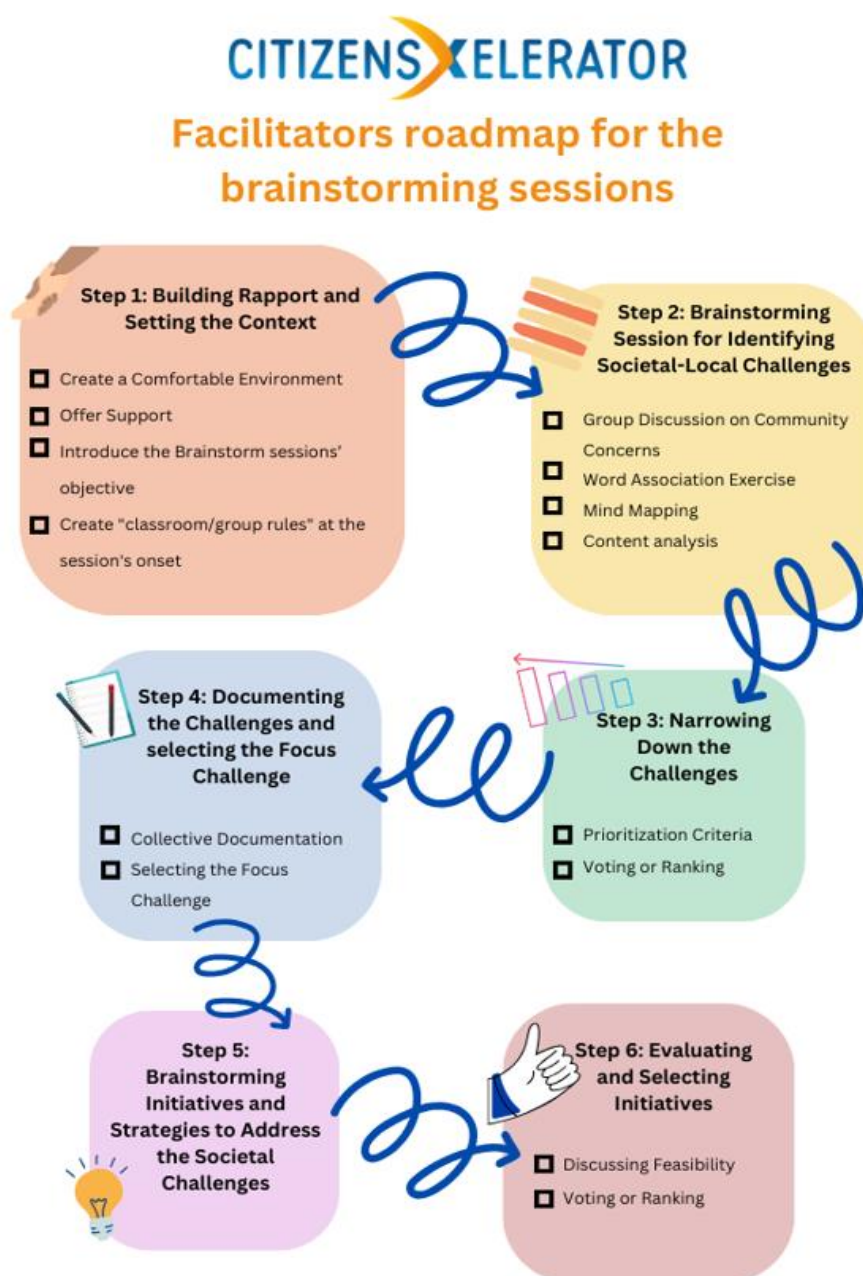 CITIZENSXELERATOR
Facilitators roadmap for the
brainstorming sessions
Step 1: Building Rapport and
Setting the Context
Create a Comfortable Environment
Offer Support
Introduce the Brainstorm sessions'
objective
Create "classroom/group rules" at the
session's onset
Step 2: Brainstorming
Session for Identifying
Societal-Local Challenges
Group Discussion on Community
Concerns
Word Association Exercise
Mind Mapping
Content analysis
Step 3: Narrowing
Down the
Challenges
Prioritization Criteria
Voting or Ranking
Step 4: Documenting
the Challenges and
selecting the Focus
Challenge
Collective Documentation
Selecting the Focus
Challenge
Step 5:
Brainstorming
Initiatives and
Strategies to Address
the Societal
Challenges
Step 6: Evaluating
and Selecting
Initiatives
Discussing Feasibility
Voting or Ranking